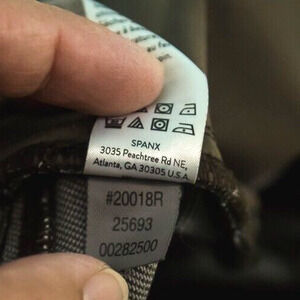 SPANX
3035 Peachtree Rd NE,
Atlanta, GA 30305 U.S.A
#20018R
25693
00282500